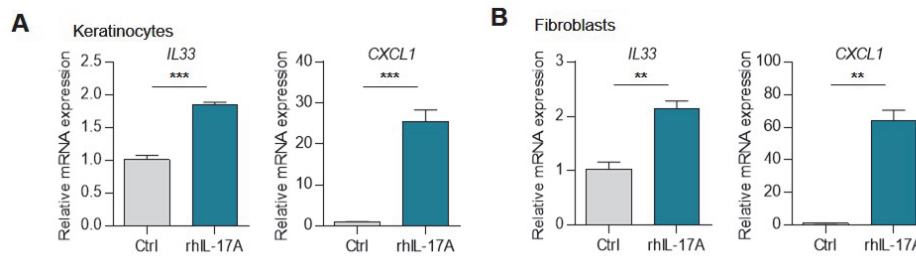 A
Keratinocytes
IL33
Relative mRNA expression
2.5
2.0
1.5
1.0
0.5
0.0
***
Ctrl rhIL-17A
CXCL1
Relative mRNA expression
40
30
20
10
0
***
Ctrl rhIL-17A
B
Fibroblasts
IL33
Relative mRNA expression
3
2
1
0
**
Ctrl rhIL-17A
CXCL1
Relative mRNA expression
100
80
60
40
20
0
**
Ctrl rhIL-17A